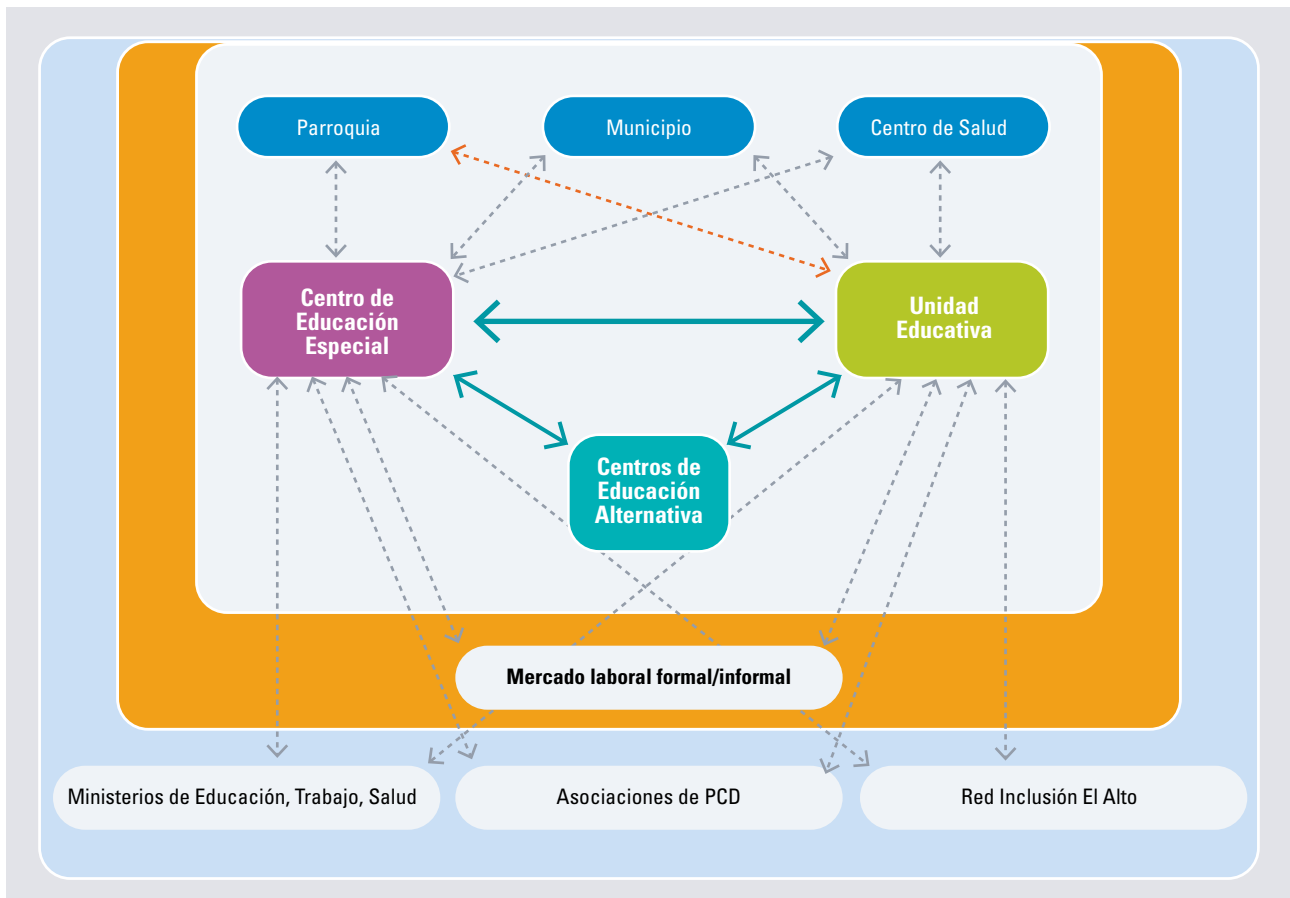 Parroquia
Municipio
Centro de Salud
Centro de
Educación
Especial
Unidad
Educativa
Centros de
Educación
Alternativa
Mercado laboral formal/informal
Ministerios de Educación, Trabajo, Salud
Asociaciones de PCD
Red Inclusión El Alto